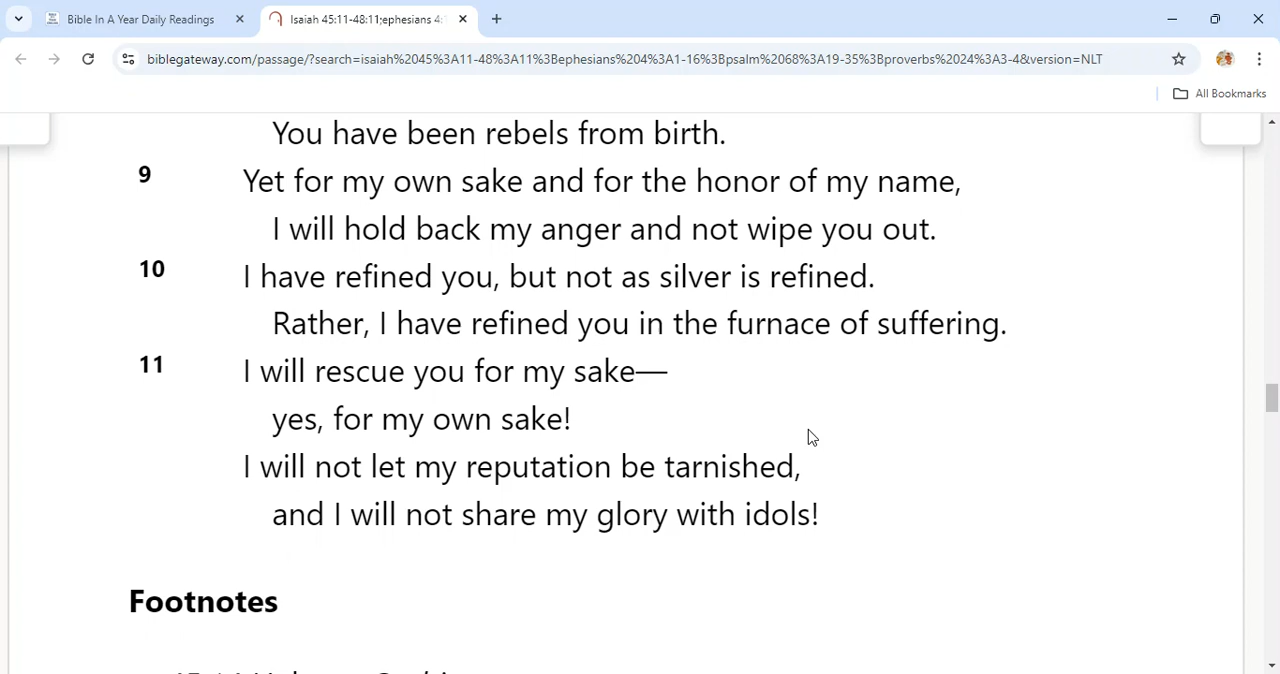 Bible In A Year Daily Readings
Isaiah 45:11-48:11;ephesians 4:
biblegateway.com/passage/?search=isaiah%2045%3A11-48%3A11%3Bephesians%204%3A1-16%3Bpsalm%2068%3A19-35%3Bproverbs%2024%3A3-4&version=NLT
All Bookmarks
You have been rebels from birth.
9 Yet for my own sake and for the honor of my name,
I will hold back my anger and not wipe you out.
10 I have refined you, but not as silver is refined.
Rather, I have refined you in the furnace of suffering.
11 I will rescue you for my sake—
yes, for my own sake!
I will not let my reputation be tarnished,
and I will not share my glory with idols!
Footnotes